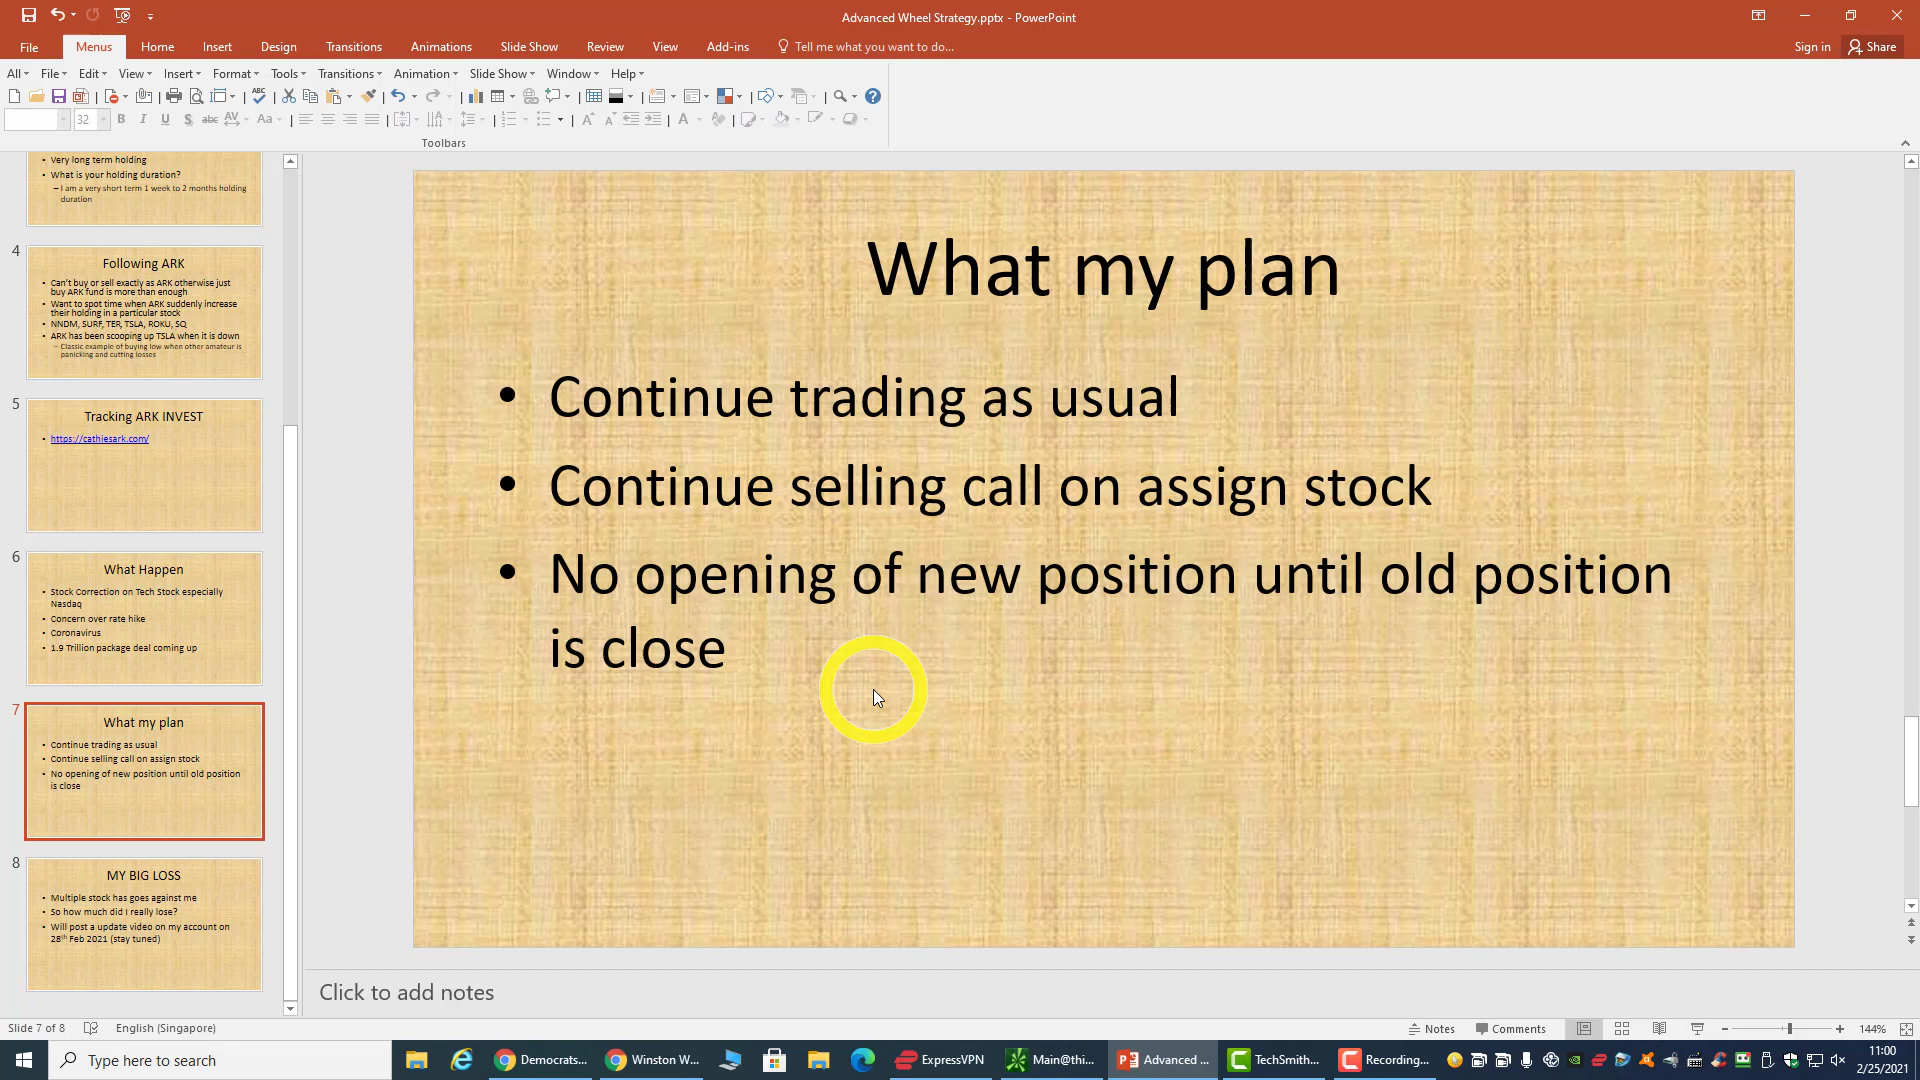 Advanced Wheel Strategy.pptx - PowerPoint
File Menus Home Insert Design Transitions Animations Slide Show Review View Add-ins Tell me what you want to do... Sign in Share
All File Edit View Insert Format Tools Transitions Animation Slide Show Window Help
32
Toolbars
• Very long term holding
• What is your holding duration?
– I am a very short term 1 week to 2 months holding
duration
4
Following ARK
• Can't buy or sell exactly as ARK otherwise just
buy ARK fund is more than enough
• Want to spot time when ARK suddenly increase
their holding in a particular stock
• NNDM, SURF, TER, TSLA, ROKU, SQ
• ARK has been scooping up TSLA when it is down
– Classic example of buying low when other amateur is
panicking and cutting losses
5
Tracking ARK INVEST
• https://cathiesark.com/
6
What Happen
• Stock Correction on Tech Stock especially
Nasdaq
• Concern over rate hike
• Coronavirus
• 1.9 Trillion package deal coming up
7
What my plan
• Continue trading as usual
• Continue selling call on assign stock
• No opening of new position until old position
is close
8
MY BIG LOSS
• Multiple stock has goes against me
• So how much did I really lose?
• Will post a update video on my account on
28th Feb 2021 (stay tuned)
What my plan
• Continue trading as usual
• Continue selling call on assign stock
• No opening of new position until old position
is close
Click to add notes
Slide 7 of 8 English (Singapore) Notes Comments 144%
Type here to search Democrats... Winston W... ExpressVPN Main@thi... Advanced ... TechSmith... Recording... 11:00
2/25/2021